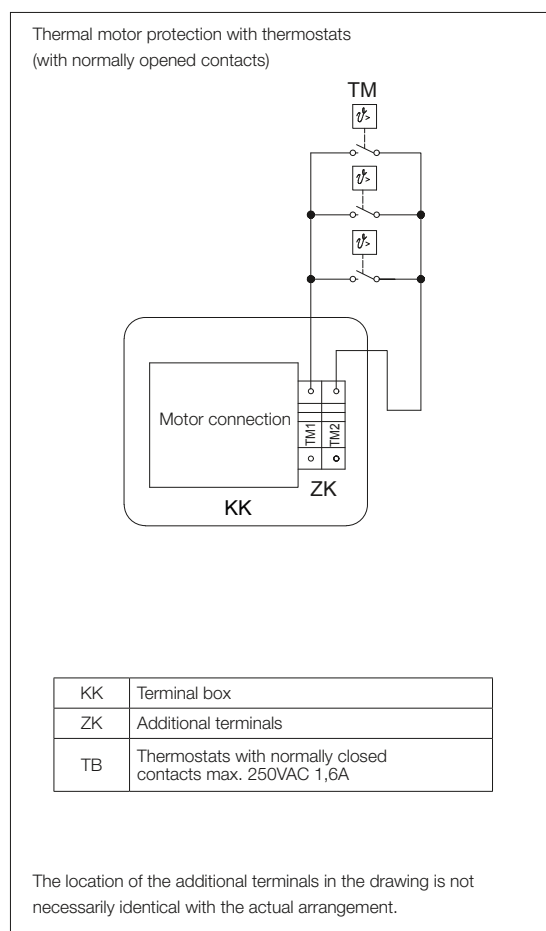 Thermal motor protection with thermostats
(with normally opened contacts)
TM
ϑ>
ϑ>
ϑ>
Motor connection
TM1
TM2
ZK
KK
KK Terminal box
ZK Additional terminals
TB Thermostats with normally closed
contacts max. 250VAC 1,6A
The location of the additional terminals in the drawing is not
necessarily identical with the actual arrangement.